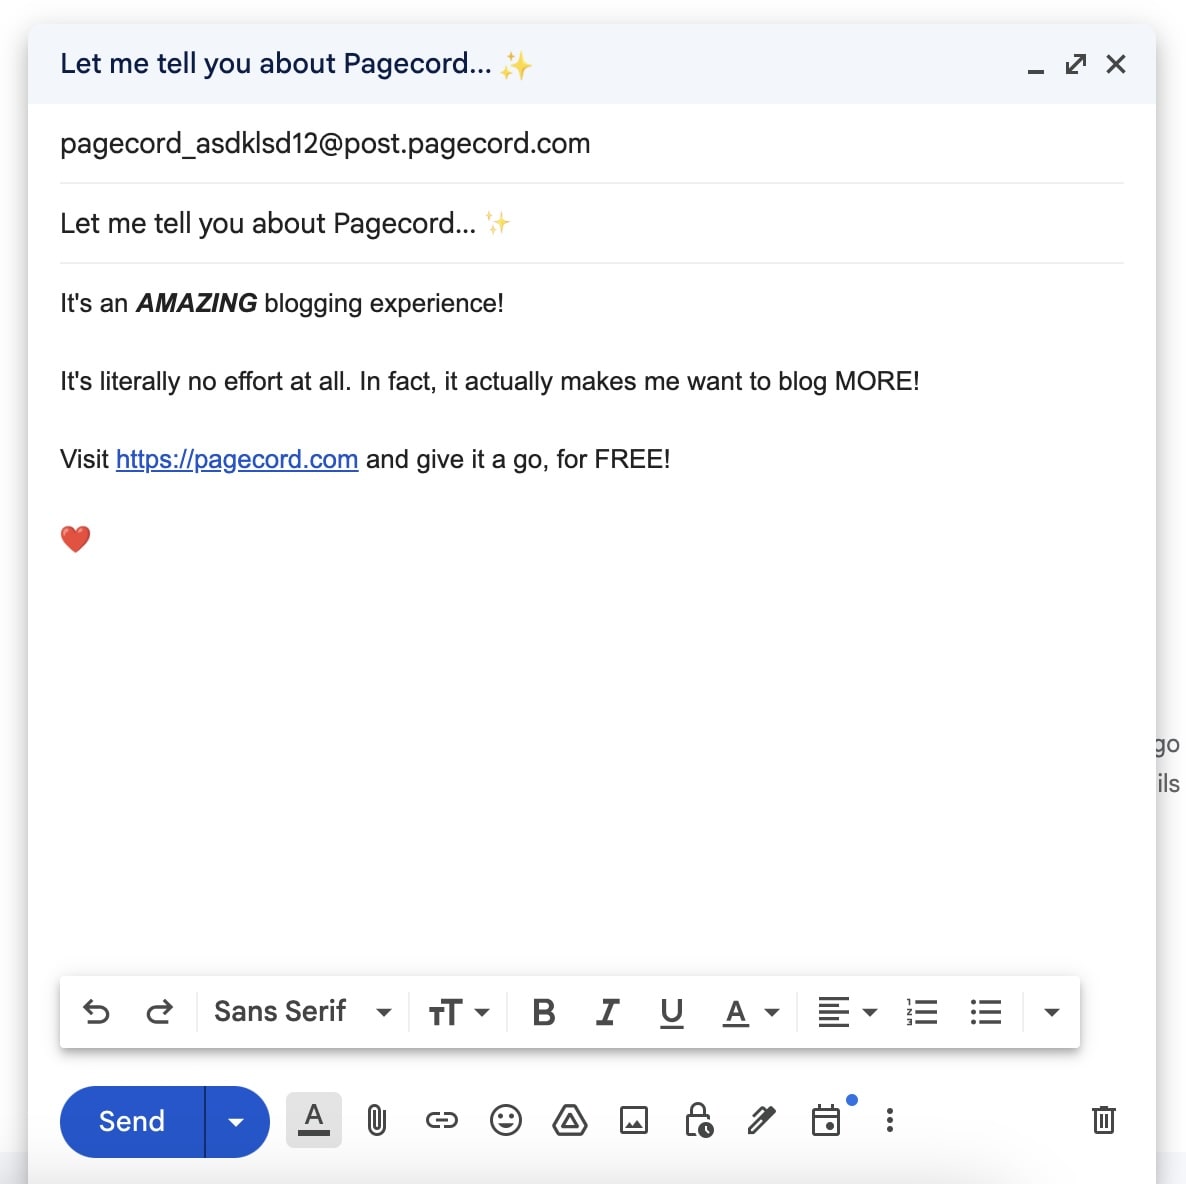 Let me tell you about Pagecord... ✨
pagecord_asdklsd12@post.pagecord.com
Let me tell you about Pagecord... ✨
It's an AMAZING blogging experience!
It's literally no effort at all. In fact, it actually makes me want to blog MORE!
Visit https://pagecord.com and give it a go, for FREE!
❤️
go
ils
Sans Serif
Send